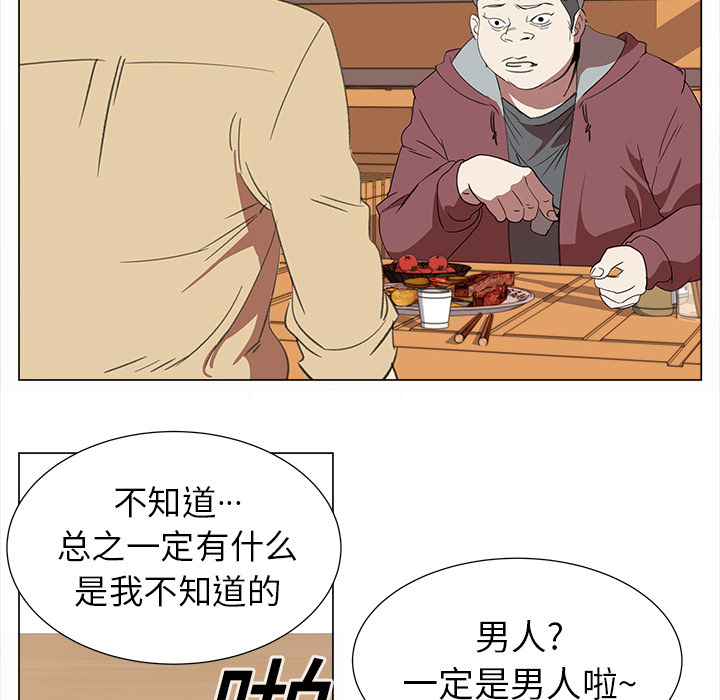 不知道…
总之一定有什么
是我不知道的
男人?
一定是男人啦~
啪